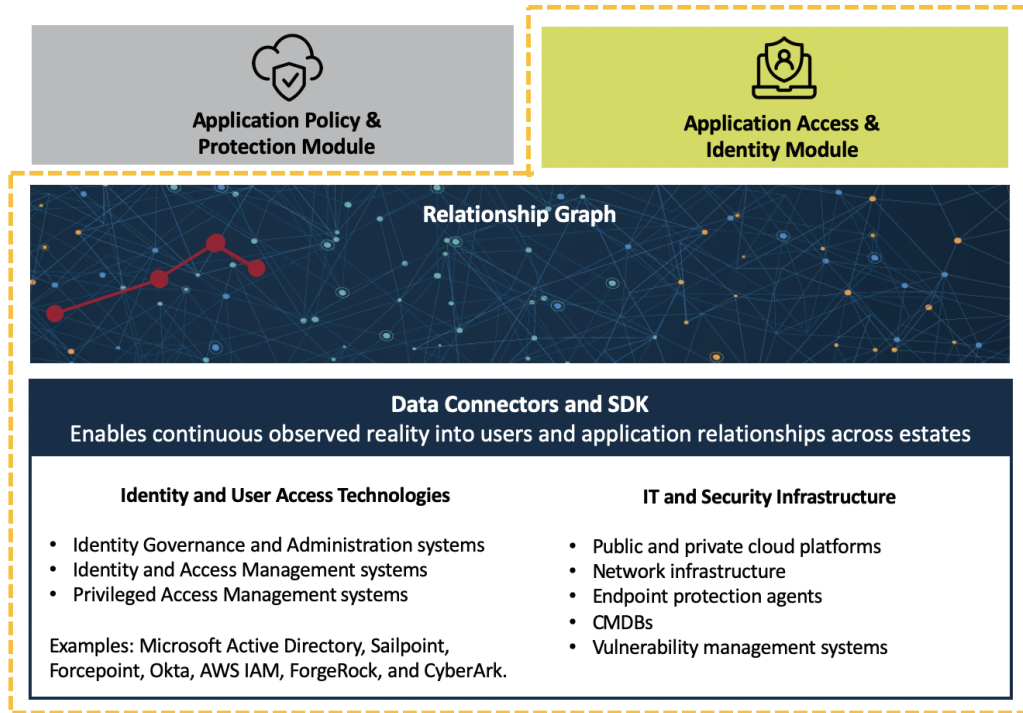 Application Policy &
Protection Module
Application Access &
Identity Module
Relationship Graph
Data Connectors and SDK
Enables continuous observed reality into users and application relationships across estates
Identity and User Access Technologies
• Identity Governance and Administration systems
• Identity and Access Management systems
• Privileged Access Management systems
Examples: Microsoft Active Directory, Sailpoint,
Forcepoint, Okta, AWS IAM, ForgeRock, and CyberArk.
IT and Security Infrastructure
• Public and private cloud platforms
• Network infrastructure
• Endpoint protection agents
• CMDBs
• Vulnerability management systems